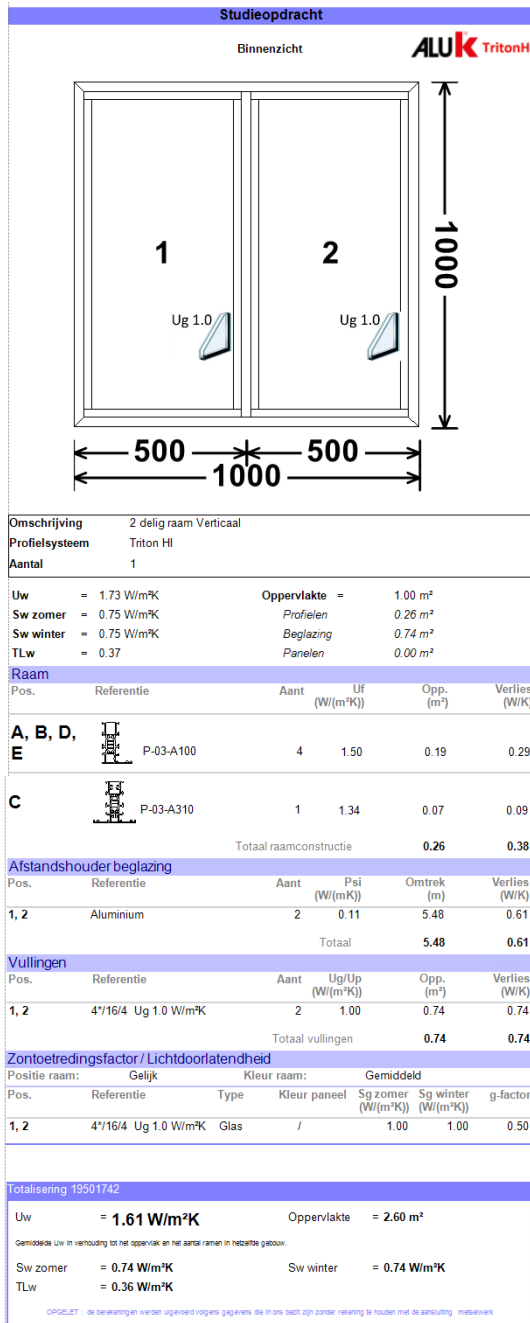 Studieopdracht
Binnenzicht
ALUK TritonH
1
2
Ug 1.0
Ug 1.0
1000
500
500
1000
Omschrijving 2 delig raam Verticaal
Profielsysteem Triton HI
Aantal 1
Uw = 1.73 W/m²K Oppervlakte = 1.00 m²
Sw zomer = 0.75 W/m²K Profielen 0.26 m²
Sw winter = 0.75 W/m²K Beglazing 0.74 m²
TLw = 0.37 Panelen 0.00 m²
Raam
Pos. Referentie Aant Uf Opp. Verlies
(W/(m²K)) (m²) (W/K)
A, B, D,
E P-03-A100 4 1.50 0.19 0.29
C P-03-A310 1 1.34 0.07 0.09
Totaal raamconstructie 0.26 0.38
Afstandshouder beglazing
Pos. Referentie Aant Psi Omtrek Verlies
(W/(mK)) (m) (W/K)
1, 2 Aluminium 2 0.11 5.48 0.61
Totaal 5.48 0.61
Vullingen
Pos. Referentie Aant Ug/Up Opp. Verlies
(W/(m²K)) (m²) (W/K)
1, 2 4*/16/4 Ug 1.0 W/m²K 2 1.00 0.74 0.74
Totaal vullingen 0.74 0.74
Zontoetredingsfactor / Lichtdoorlatendheid
Positie raam: Gelijk Kleur raam: Gemiddeld
Pos. Referentie Type Kleur paneel Sg zomer Sg winter g-factor
(W/(m²K)) (W/(m²K))
1, 2 4*/16/4 Ug 1.0 W/m²K Glas / 1.00 1.00 0.50
Totalisering 19501742
Uw = 1.61 W/m²K Oppervlakte = 2.60 m²
Gemiddelde Uw in verhouding tot het oppervlak en het aantal ramen in hetzelfde gebouw.
Sw zomer = 0.74 W/m²K Sw winter = 0.74 W/m²K
TLw = 0.36 W/m²K
OPGELET : de berekeningen werden uitgevoerd volgens gegevens die in ons bezit zijn zonder rekening te houden met de aansluiting metselwerk